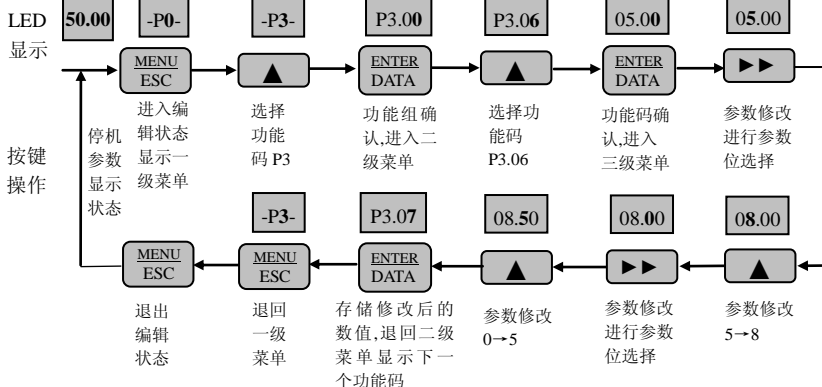 LED
显示
50.00
-P0-
-P3-
P3.00
P3.06
05.00
05.00
MENU
ESC
▲
ENTER
DATA
▲
ENTER
DATA
►►
进入编
辑状态
显示一
级菜单
选择
功能
码 P3
功能组确
认,进入二
级菜单
选择功
能码
P3.06
功能码确
认,进入
三级菜单
参数修改
进行参数
位选择
按键
操作
停机
参数
显示
状态
-P3-
P3.07
08.50
08.00
08.00
MENU
ESC
MENU
ESC
ENTER
DATA
▲
►►
▲
退出
编辑
状态
退回
一级
菜单
存储修改后的
数值,退回二级
菜单显示下一
个功能码
参数修改
0→5
参数修改
进行参数
位选择
参数修改
5→8